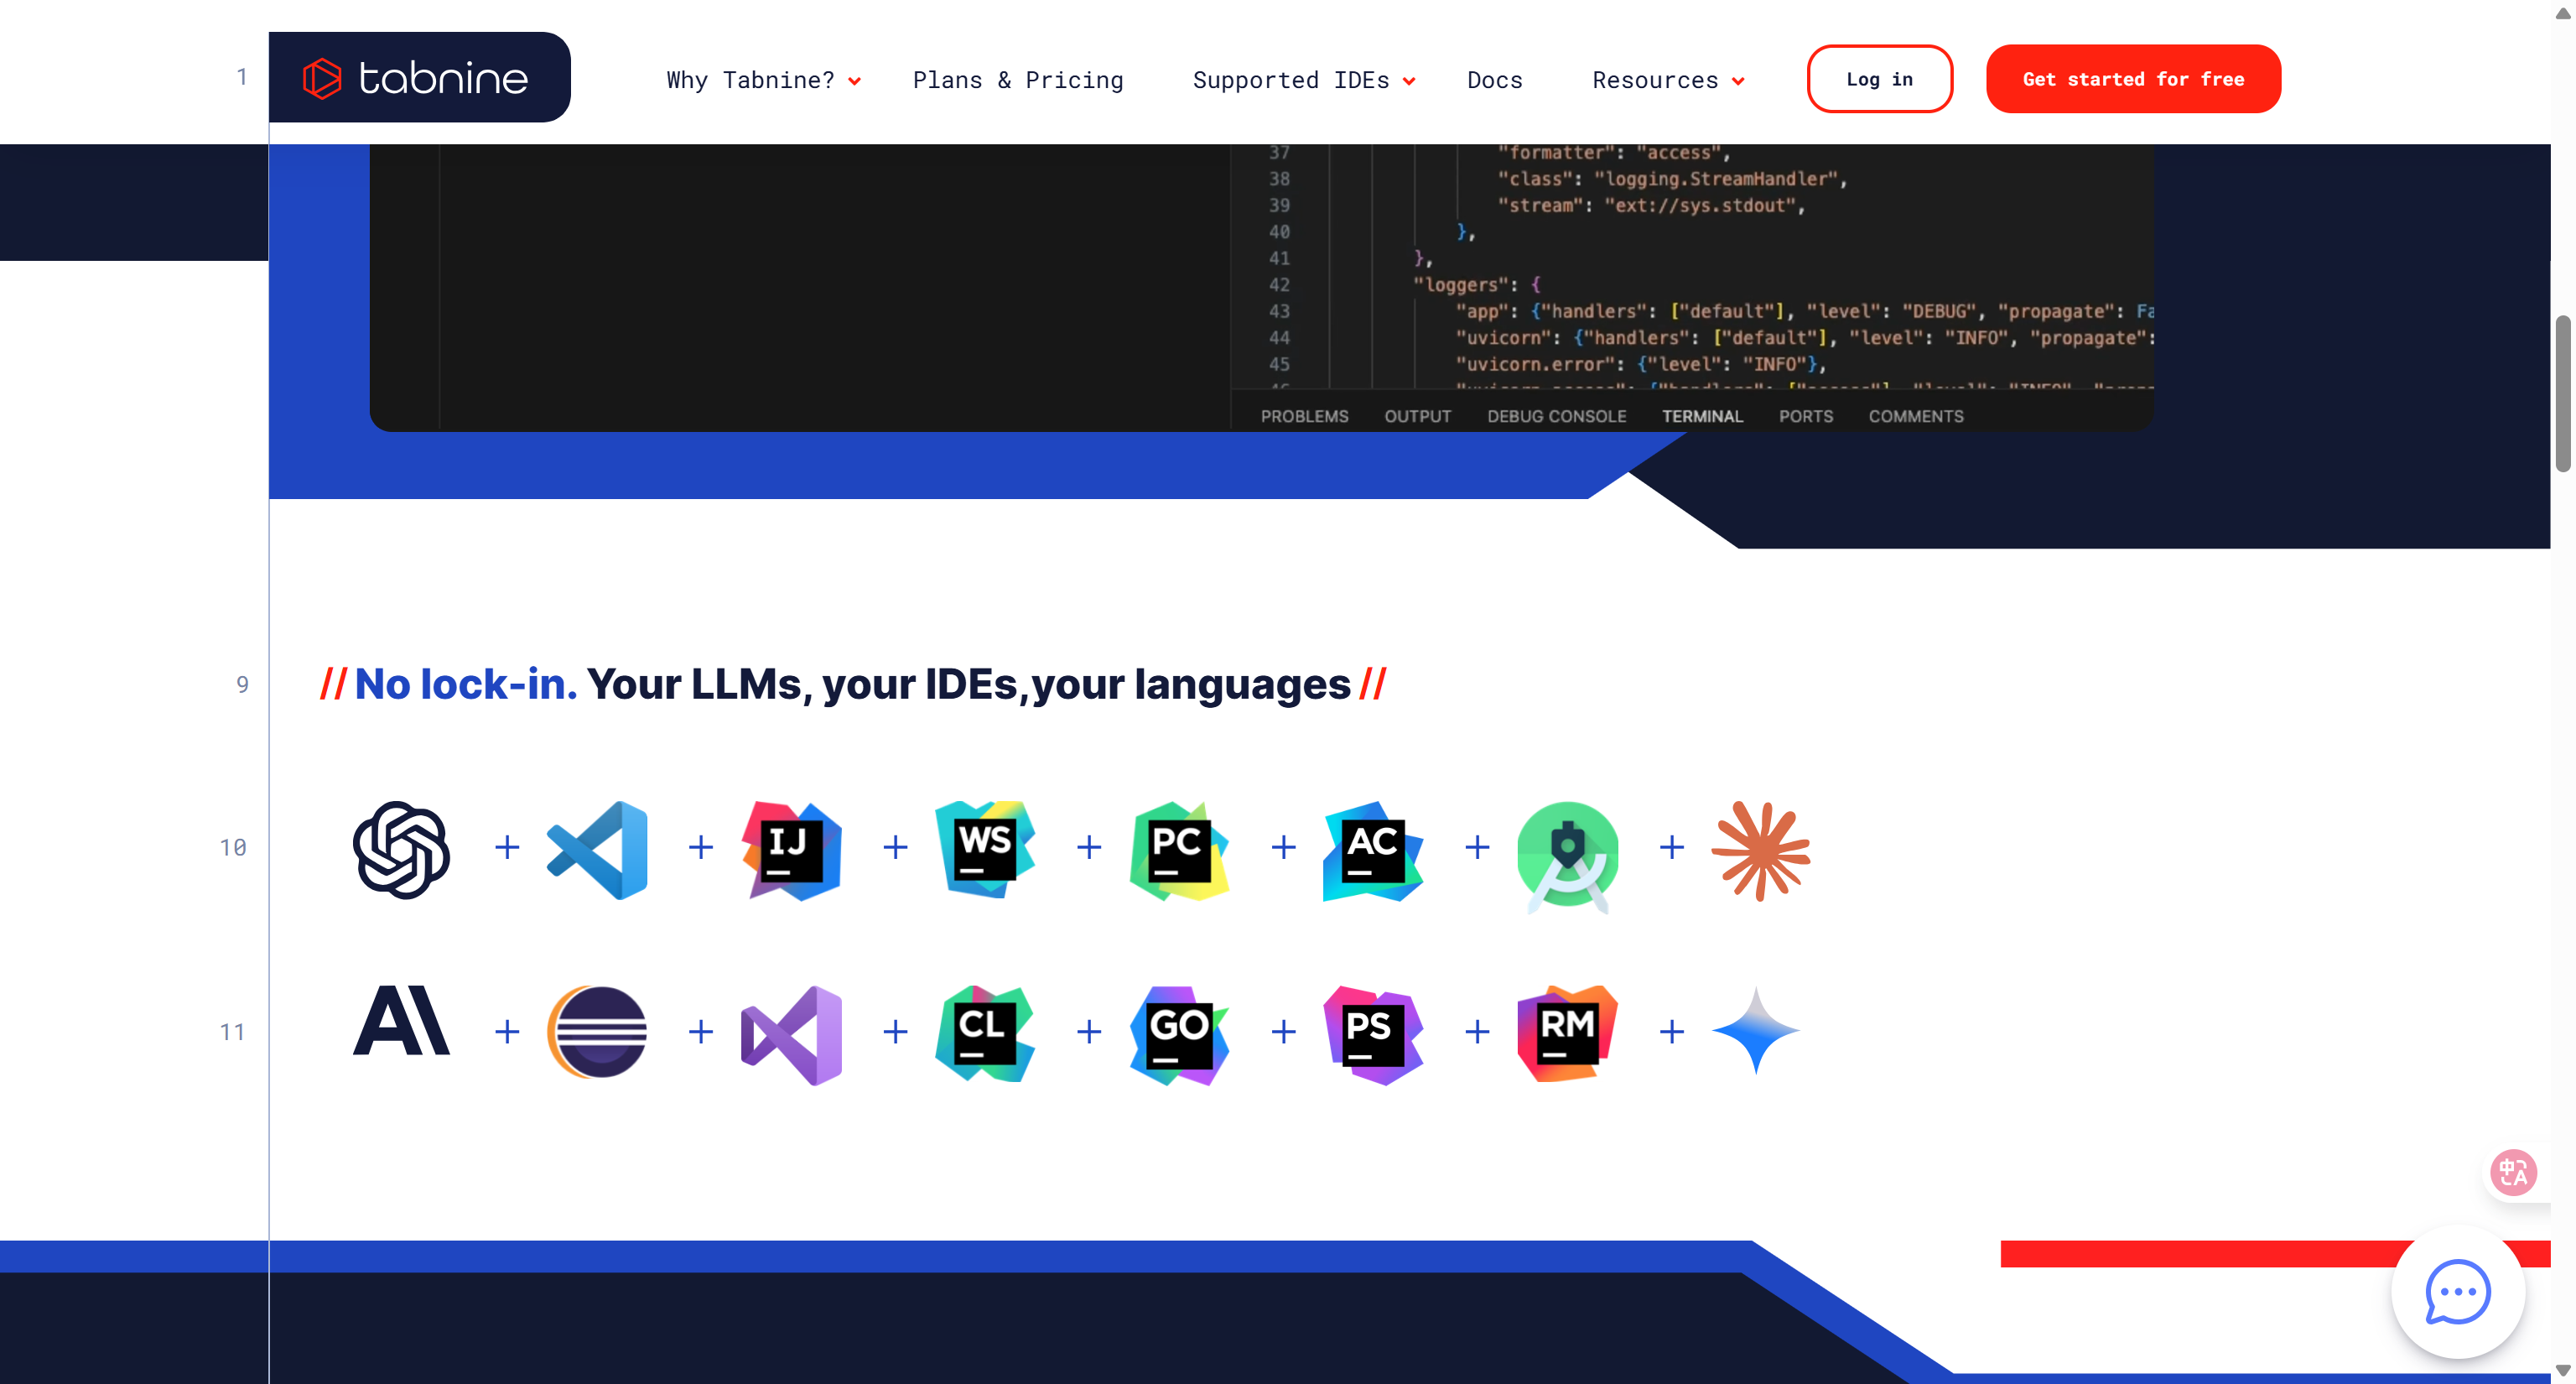 1
tabnine
Why Tabnine? Plans & Pricing Supported IDEs Docs Resources Log in Get started for free
37 "formatter": "access",
38 "class": "logging.StreamHandler",
39 "stream": "ext://sys.stdout",
40 },
41 },
42 "loggers": {
43 "app": {"handlers": ["default"], "level": "DEBUG", "propagate": Fa
44 "uvicorn": {"handlers": ["default"], "level": "INFO", "propagate":
45 "uvicorn.error": {"level": "INFO"},
PROBLEMS OUTPUT DEBUG CONSOLE TERMINAL PORTS COMMENTS
9 // No lock-in. Your LLMs, your IDEs,your languages //
10 + + IJ + WS + PC + AC + +
11 A\ + + + CL + GO + PS + RM +
中A